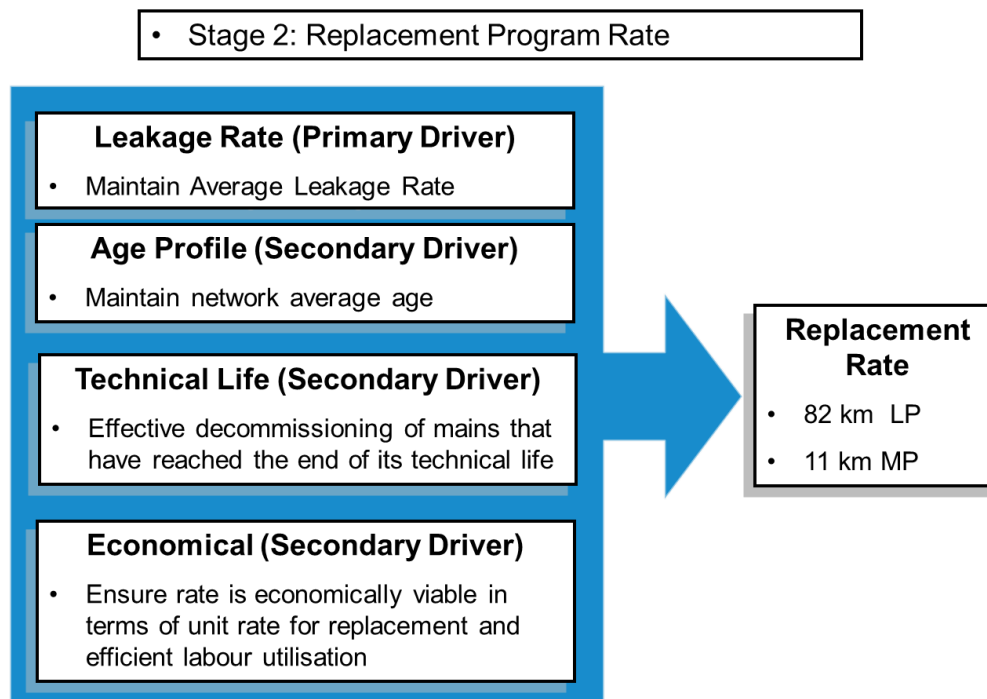 • Stage 2: Replacement Program Rate
Leakage Rate (Primary Driver)
• Maintain Average Leakage Rate
Age Profile (Secondary Driver)
• Maintain network average age
Technical Life (Secondary Driver)
• Effective decommissioning of mains that
have reached the end of its technical life
Economical (Secondary Driver)
• Ensure rate is economically viable in
terms of unit rate for replacement and
efficient labour utilisation
Replacement
Rate
• 82 km LP
• 11 km MP